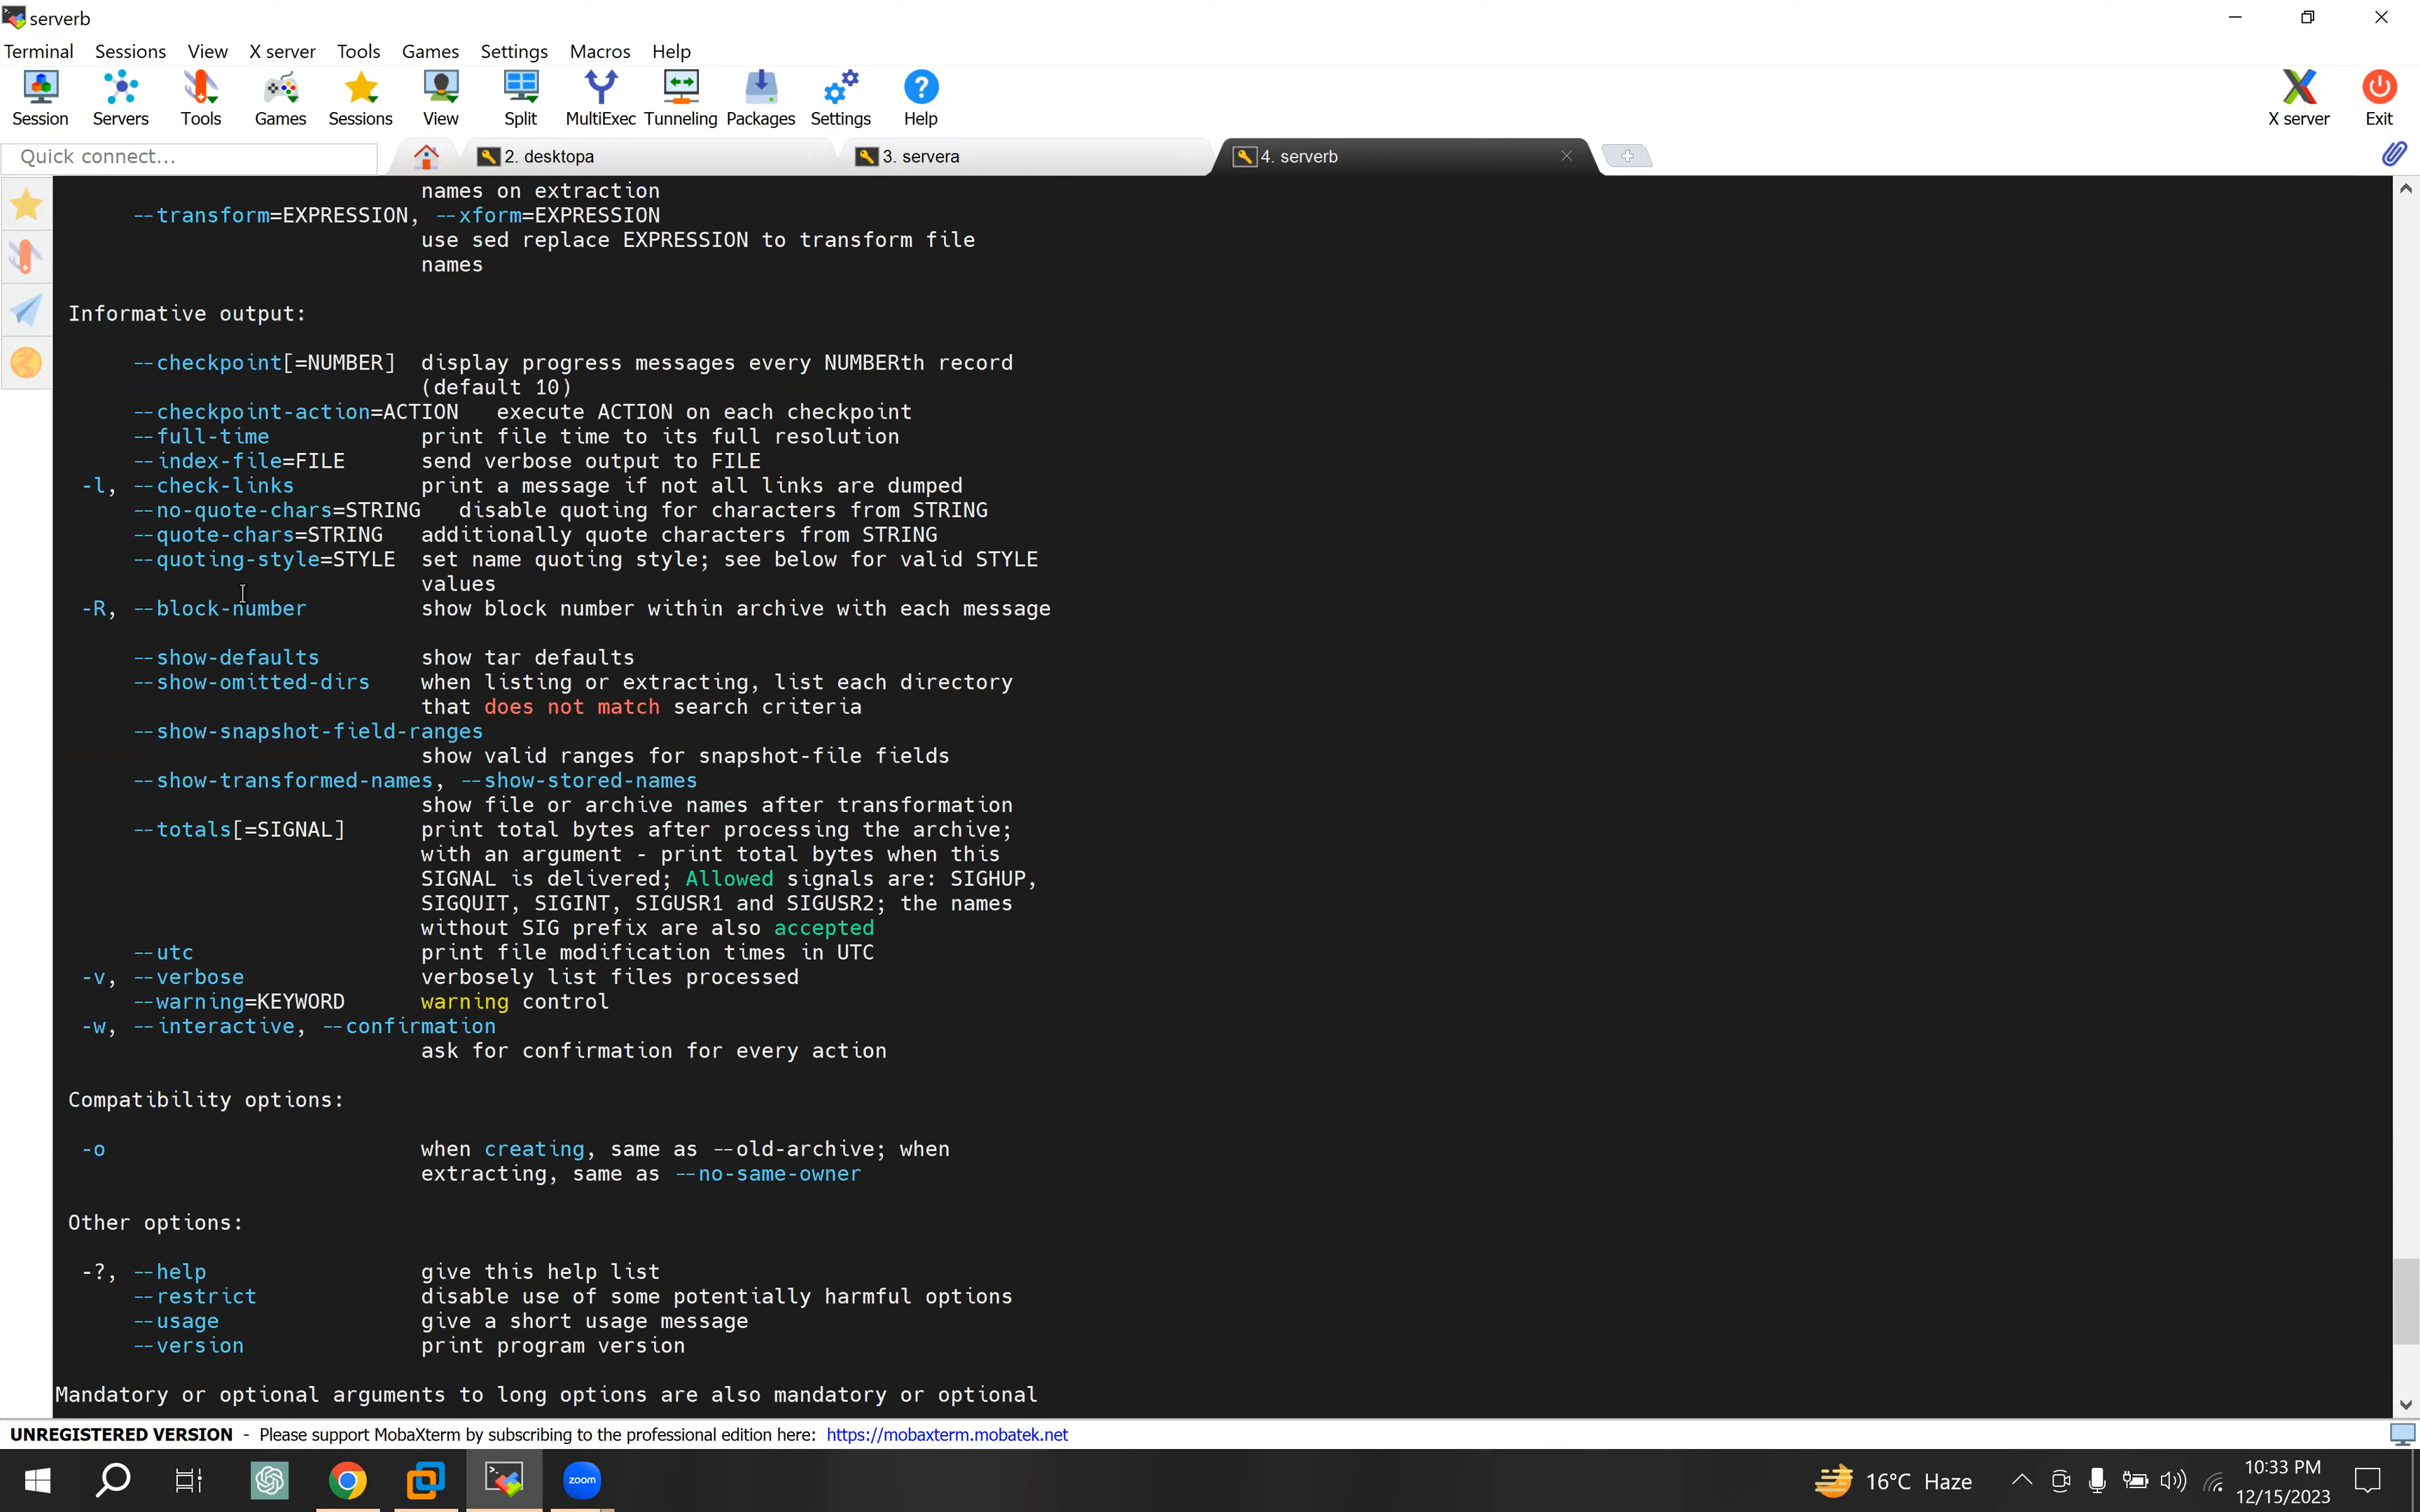 serverb
Terminal Sessions View X server Tools Games Settings Macros Help
Session Servers Tools Games Sessions View Split MultiExec Tunneling Packages Settings Help X server Exit
Quick connect... 2. desktopa 3. servera 4. serverb
names on extraction
--transform=EXPRESSION, --xform=EXPRESSION
use sed replace EXPRESSION to transform file
names
Informative output:
--checkpoint[=NUMBER] display progress messages every NUMBERth record
(default 10)
--checkpoint-action=ACTION execute ACTION on each checkpoint
--full-time print file time to its full resolution
--index-file=FILE send verbose output to FILE
-l, --check-links print a message if not all links are dumped
--no-quote-chars=STRING disable quoting for characters from STRING
--quote-chars=STRING additionally quote characters from STRING
--quoting-style=STYLE set name quoting style; see below for valid STYLE
values
-R, --block-number show block number within archive with each message
--show-defaults show tar defaults
--show-omitted-dirs when listing or extracting, list each directory
that does not match search criteria
--show-snapshot-field-ranges
show valid ranges for snapshot-file fields
--show-transformed-names, --show-stored-names
show file or archive names after transformation
--totals[=SIGNAL] print total bytes after processing the archive;
with an argument - print total bytes when this
SIGNAL is delivered; Allowed signals are: SIGHUP,
SIGQUIT, SIGINT, SIGUSR1 and SIGUSR2; the names
without SIG prefix are also accepted
--utc print file modification times in UTC
-v, --verbose verbosely list files processed
--warning=KEYWORD warning control
-w, --interactive, --confirmation
ask for confirmation for every action
Compatibility options:
-o when creating, same as --old-archive; when
extracting, same as --no-same-owner
Other options:
-?, --help give this help list
--restrict disable use of some potentially harmful options
--usage give a short usage message
--version print program version
Mandatory or optional arguments to long options are also mandatory or optional
UNREGISTERED VERSION - Please support MobaXterm by subscribing to the professional edition here: https://mobaxterm.mobatek.net
zoom 16°C Haze 10:33 PM
12/15/2023